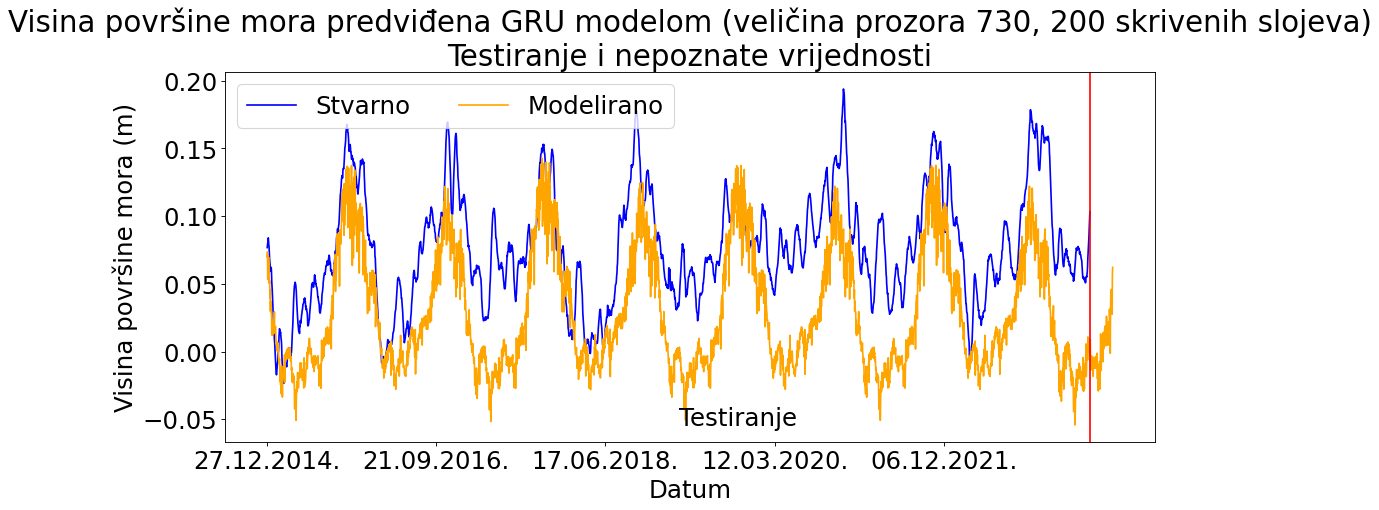 Visina površine mora predviđena GRU modelom (veličina prozora 730, 200 skrivenih slojeva)
Testiranje i nepoznate vrijednosti
Stvarno
Modelirano
Visina površine mora (m)
0.20
0.15
0.10
0.05
0.00
−0.05
Testiranje
27.12.2014.
21.09.2016.
17.06.2018.
12.03.2020.
06.12.2021.
Datum